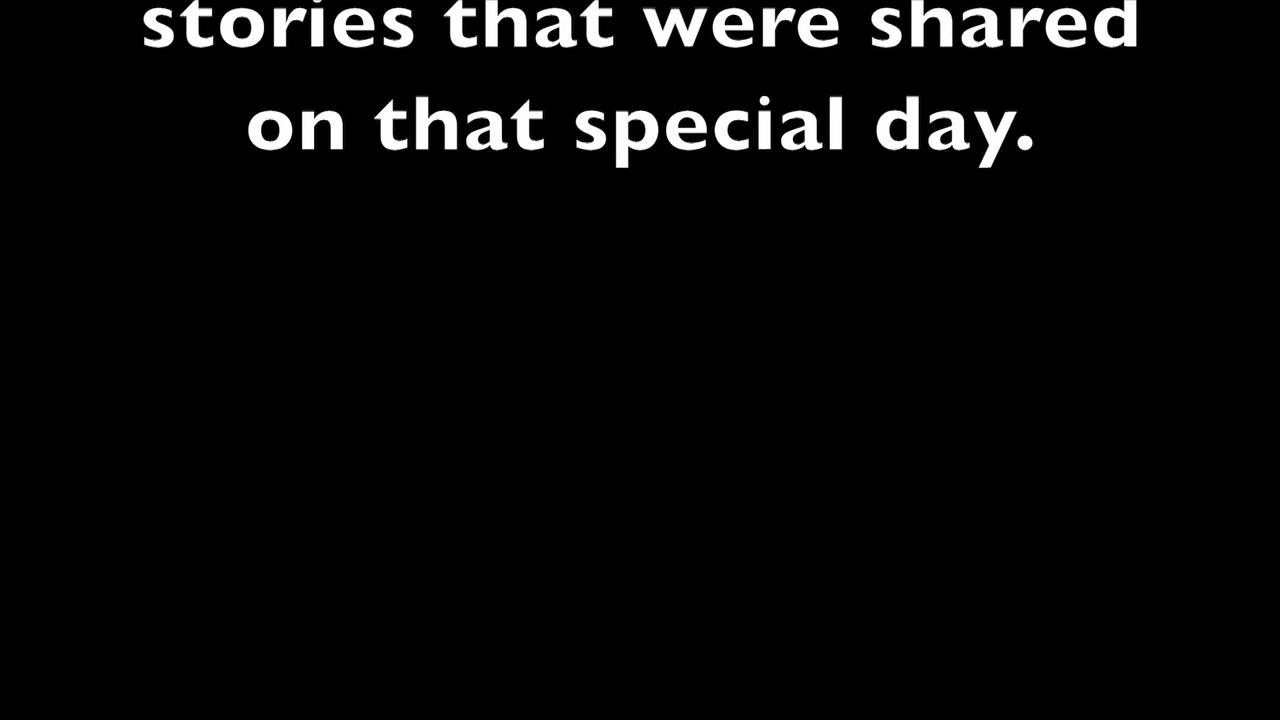 stories that were shared
on that special day.